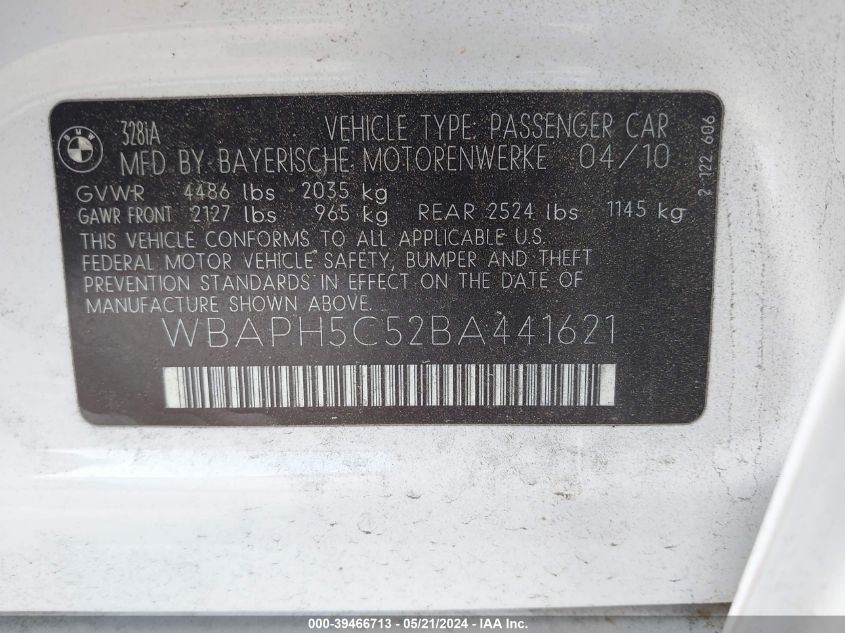 BMW
328iA
VEHICLE TYPE: PASSENGER CAR
MFD BY BAYERISCHE MOTORENWERKE 04/10
GVWR 4486 lbs 2035 kg
GAWR FRONT 2127 lbs 965 kg REAR 2524 lbs 1145 kg
THIS VEHICLE CONFORMS TO ALL APPLICABLE U.S.
FEDERAL MOTOR VEHICLE SAFETY, BUMPER AND THEFT
PREVENTION STANDARDS IN EFFECT ON THE DATE OF
MANUFACTURE SHOWN ABOVE.
WBAPH5C52BA441621
2 122 606
000-39466713 - 05/21/2024 - IAA Inc.